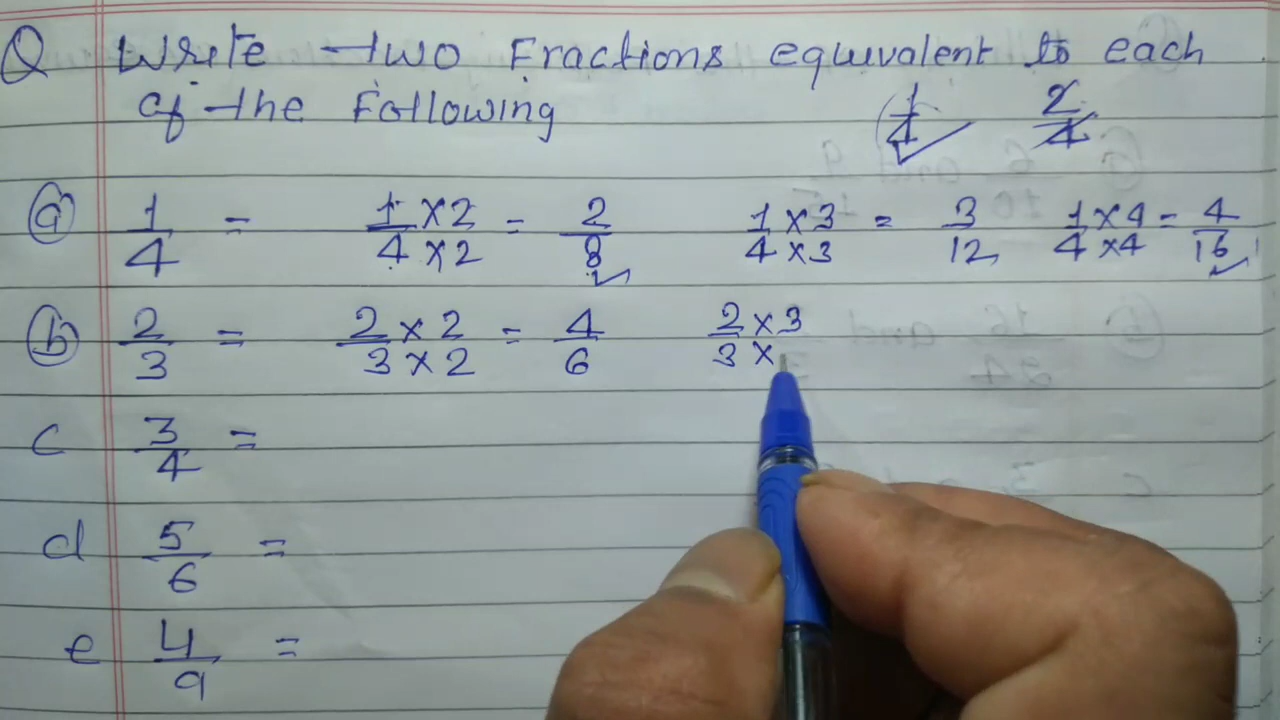 Q Write two Fractions equivalent to each
of the Following 1/4 2/4
(a) 1/4 = 1×2/4×2 = 2/8 1×3/4×3 = 3/12, 1×4/4×4 = 4/16
(b) 2/3 = 2×2/3×2 = 4/6 2×3/3×
c 3/4 =
d 5/6 =
e 4/9 =